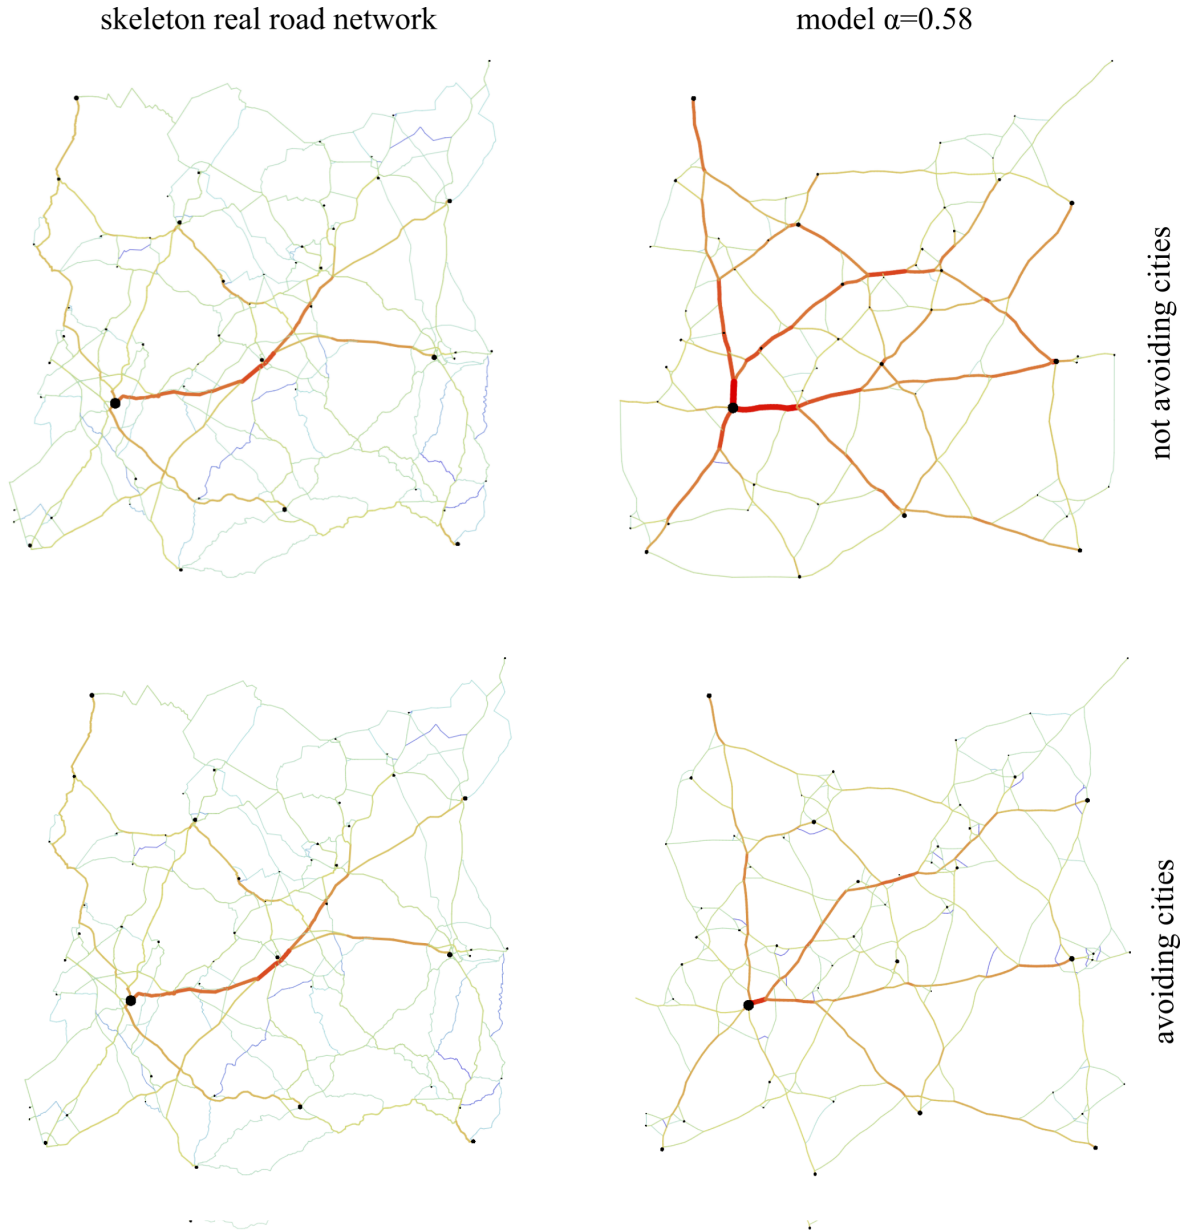 skeleton real road network
model α=0.58
not avoiding cities
avoiding cities